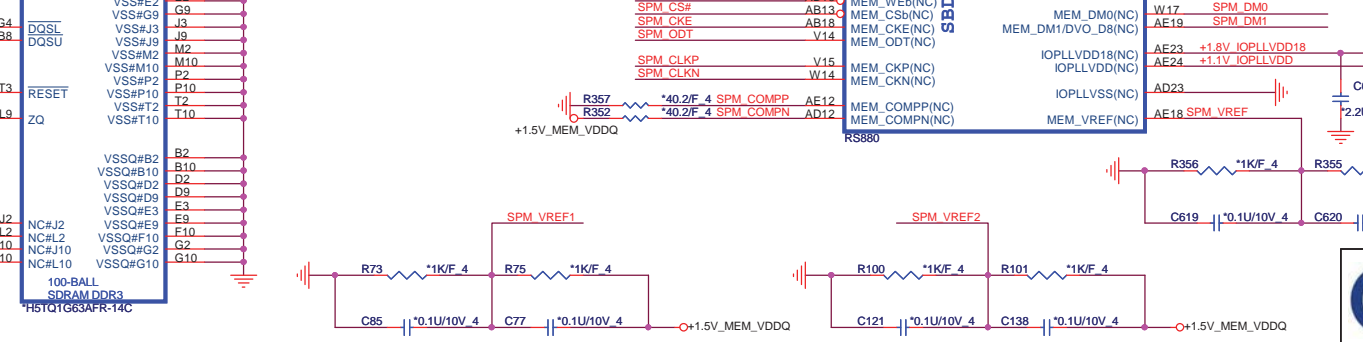 VSS#E2
VSS#G9 G9
G4 DQSL VSS#J3 J3
B8 DQSU VSS#J9 J9
VSS#M2 M2
VSS#M10 M10
VSS#P2 P2
T3 RESET VSS#P10 P10
VSS#T2 T2
L9 ZQ VSS#T10 T10
VSSQ#B2 B2
VSSQ#B10 B10
VSSQ#D2 D2
VSSQ#D9 D9
VSSQ#E3 E3
J2 NC#J2 VSSQ#E9 E9
L2 NC#L2 VSSQ#F10 F10
NC#J10 VSSQ#G2 G2
NC#L10 VSSQ#G10 G10
100-BALL
SDRAM DDR3
*H5TQ1G63AFR-14C
MEM_WEb(NC)
SPM_CS# AB13 MEM_CSb(NC)
SPM_CKE AB18 MEM_CKE(NC)
SPM_ODT V14 MEM_ODT(NC)
SPM_CLKP V15 MEM_CKP(NC)
SPM_CLKN W14 MEM_CKN(NC)
R357 *40.2/F_4 SPM_COMPP AE12 MEM_COMPP(NC)
R352 *40.2/F_4 SPM_COMPN AD12 MEM_COMPN(NC)
+1.5V_MEM_VDDQ
RS880
MEM_DM0(NC) W17 SPM_DM0
MEM_DM1/DVO_D8(NC) AE19 SPM_DM1
IOPLLVDD18(NC) AE23 +1.8V_IOPLLVDD18
IOPLLVDD(NC) AE24 +1.1V_IOPLLVDD
IOPLLVSS(NC) AD23
MEM_VREF(NC) AE18 SPM_VREF
R356 *1K/F_4 R355
C619 *0.1U/10V_4 C620
SPM_VREF1
R73 *1K/F_4 R75 *1K/F_4
C85 *0.1U/10V_4 C77 *0.1U/10V_4 +1.5V_MEM_VDDQ
SPM_VREF2
R100 *1K/F_4 R101 *1K/F_4
C121 *0.1U/10V_4 C138 *0.1U/10V_4 +1.5V_MEM_VDDQ